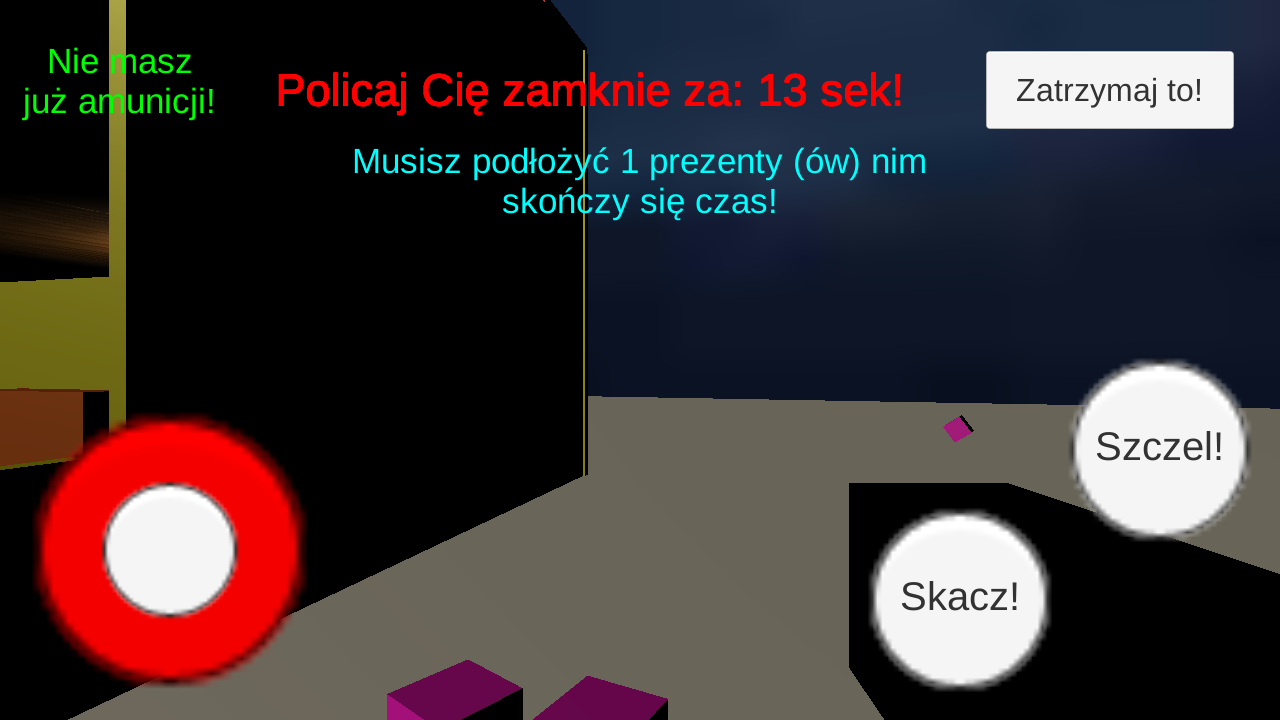 Nie masz
już amunicji!
Policaj Cię zamknie za: 13 sek!
Zatrzymaj to!
Musisz podłożyć 1 prezenty (ów) nim
skończy się czas!
Szczel!
Skacz!